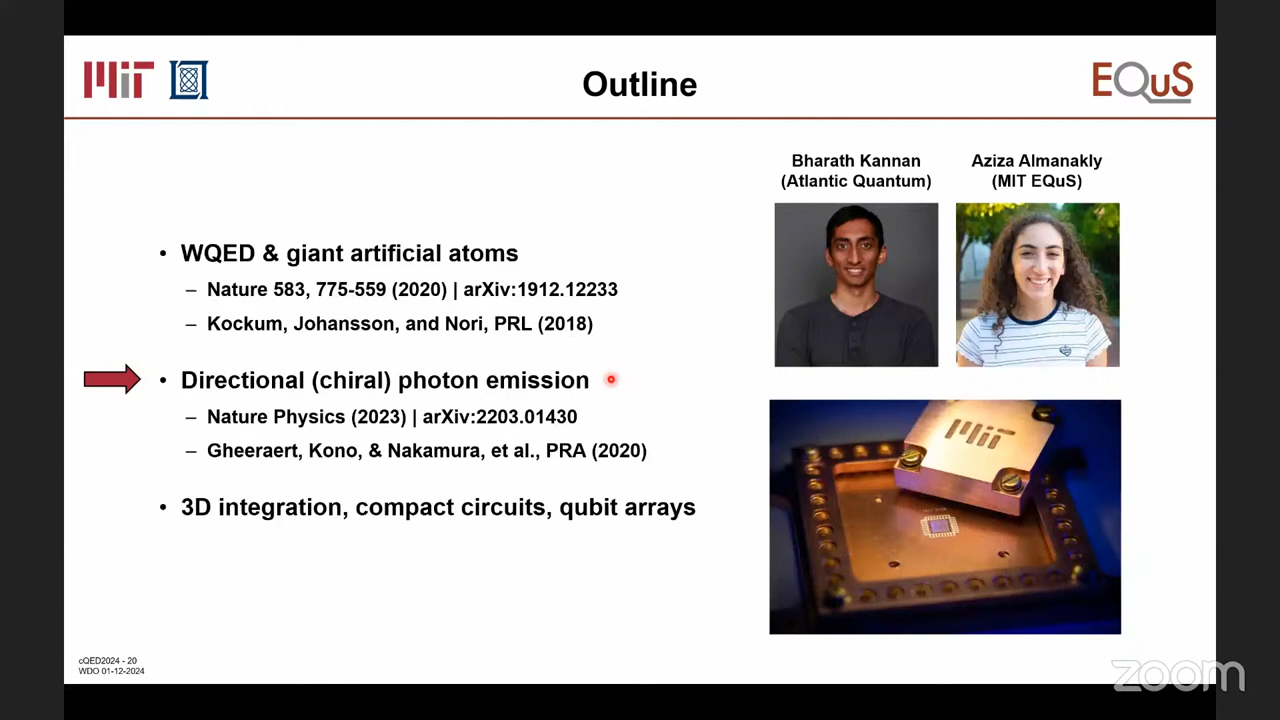 MIT
Outline
EQuS
Bharath Kannan
(Atlantic Quantum)
Aziza Almanakly
(MIT EQuS)
• WQED & giant artificial atoms
– Nature 583, 775-559 (2020) | arXiv:1912.12233
– Kockum, Johansson, and Nori, PRL (2018)
• Directional (chiral) photon emission
– Nature Physics (2023) | arXiv:2203.01430
– Gheeraert, Kono, & Nakamura, et al., PRA (2020)
• 3D integration, compact circuits, qubit arrays
MIT
cQED2024 - 20
WDO 01-12-2024
zoom